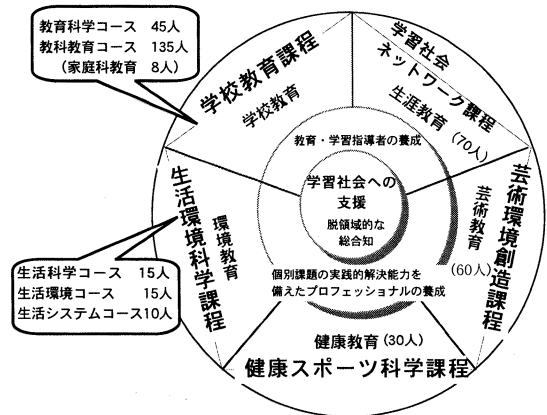 教育科学コース 45人
教科教育コース 135人
（家庭科教育 8人）
学校教育課程
学校教育
学習社会
ネットワーク課程
生涯教育（70人）
教育・学習指導者の養成
学習社会への
支援
脱領域的な
総合知
芸術環境創造課程
芸術教育
（60人）
生活環境科学課程
環境教育
生活科学コース 15人
生活環境コース 15人
生活システムコース10人
個別課題の実践的解決能力を
備えたプロフェッショナルの養成
健康教育（30人）
健康スポーツ科学課程